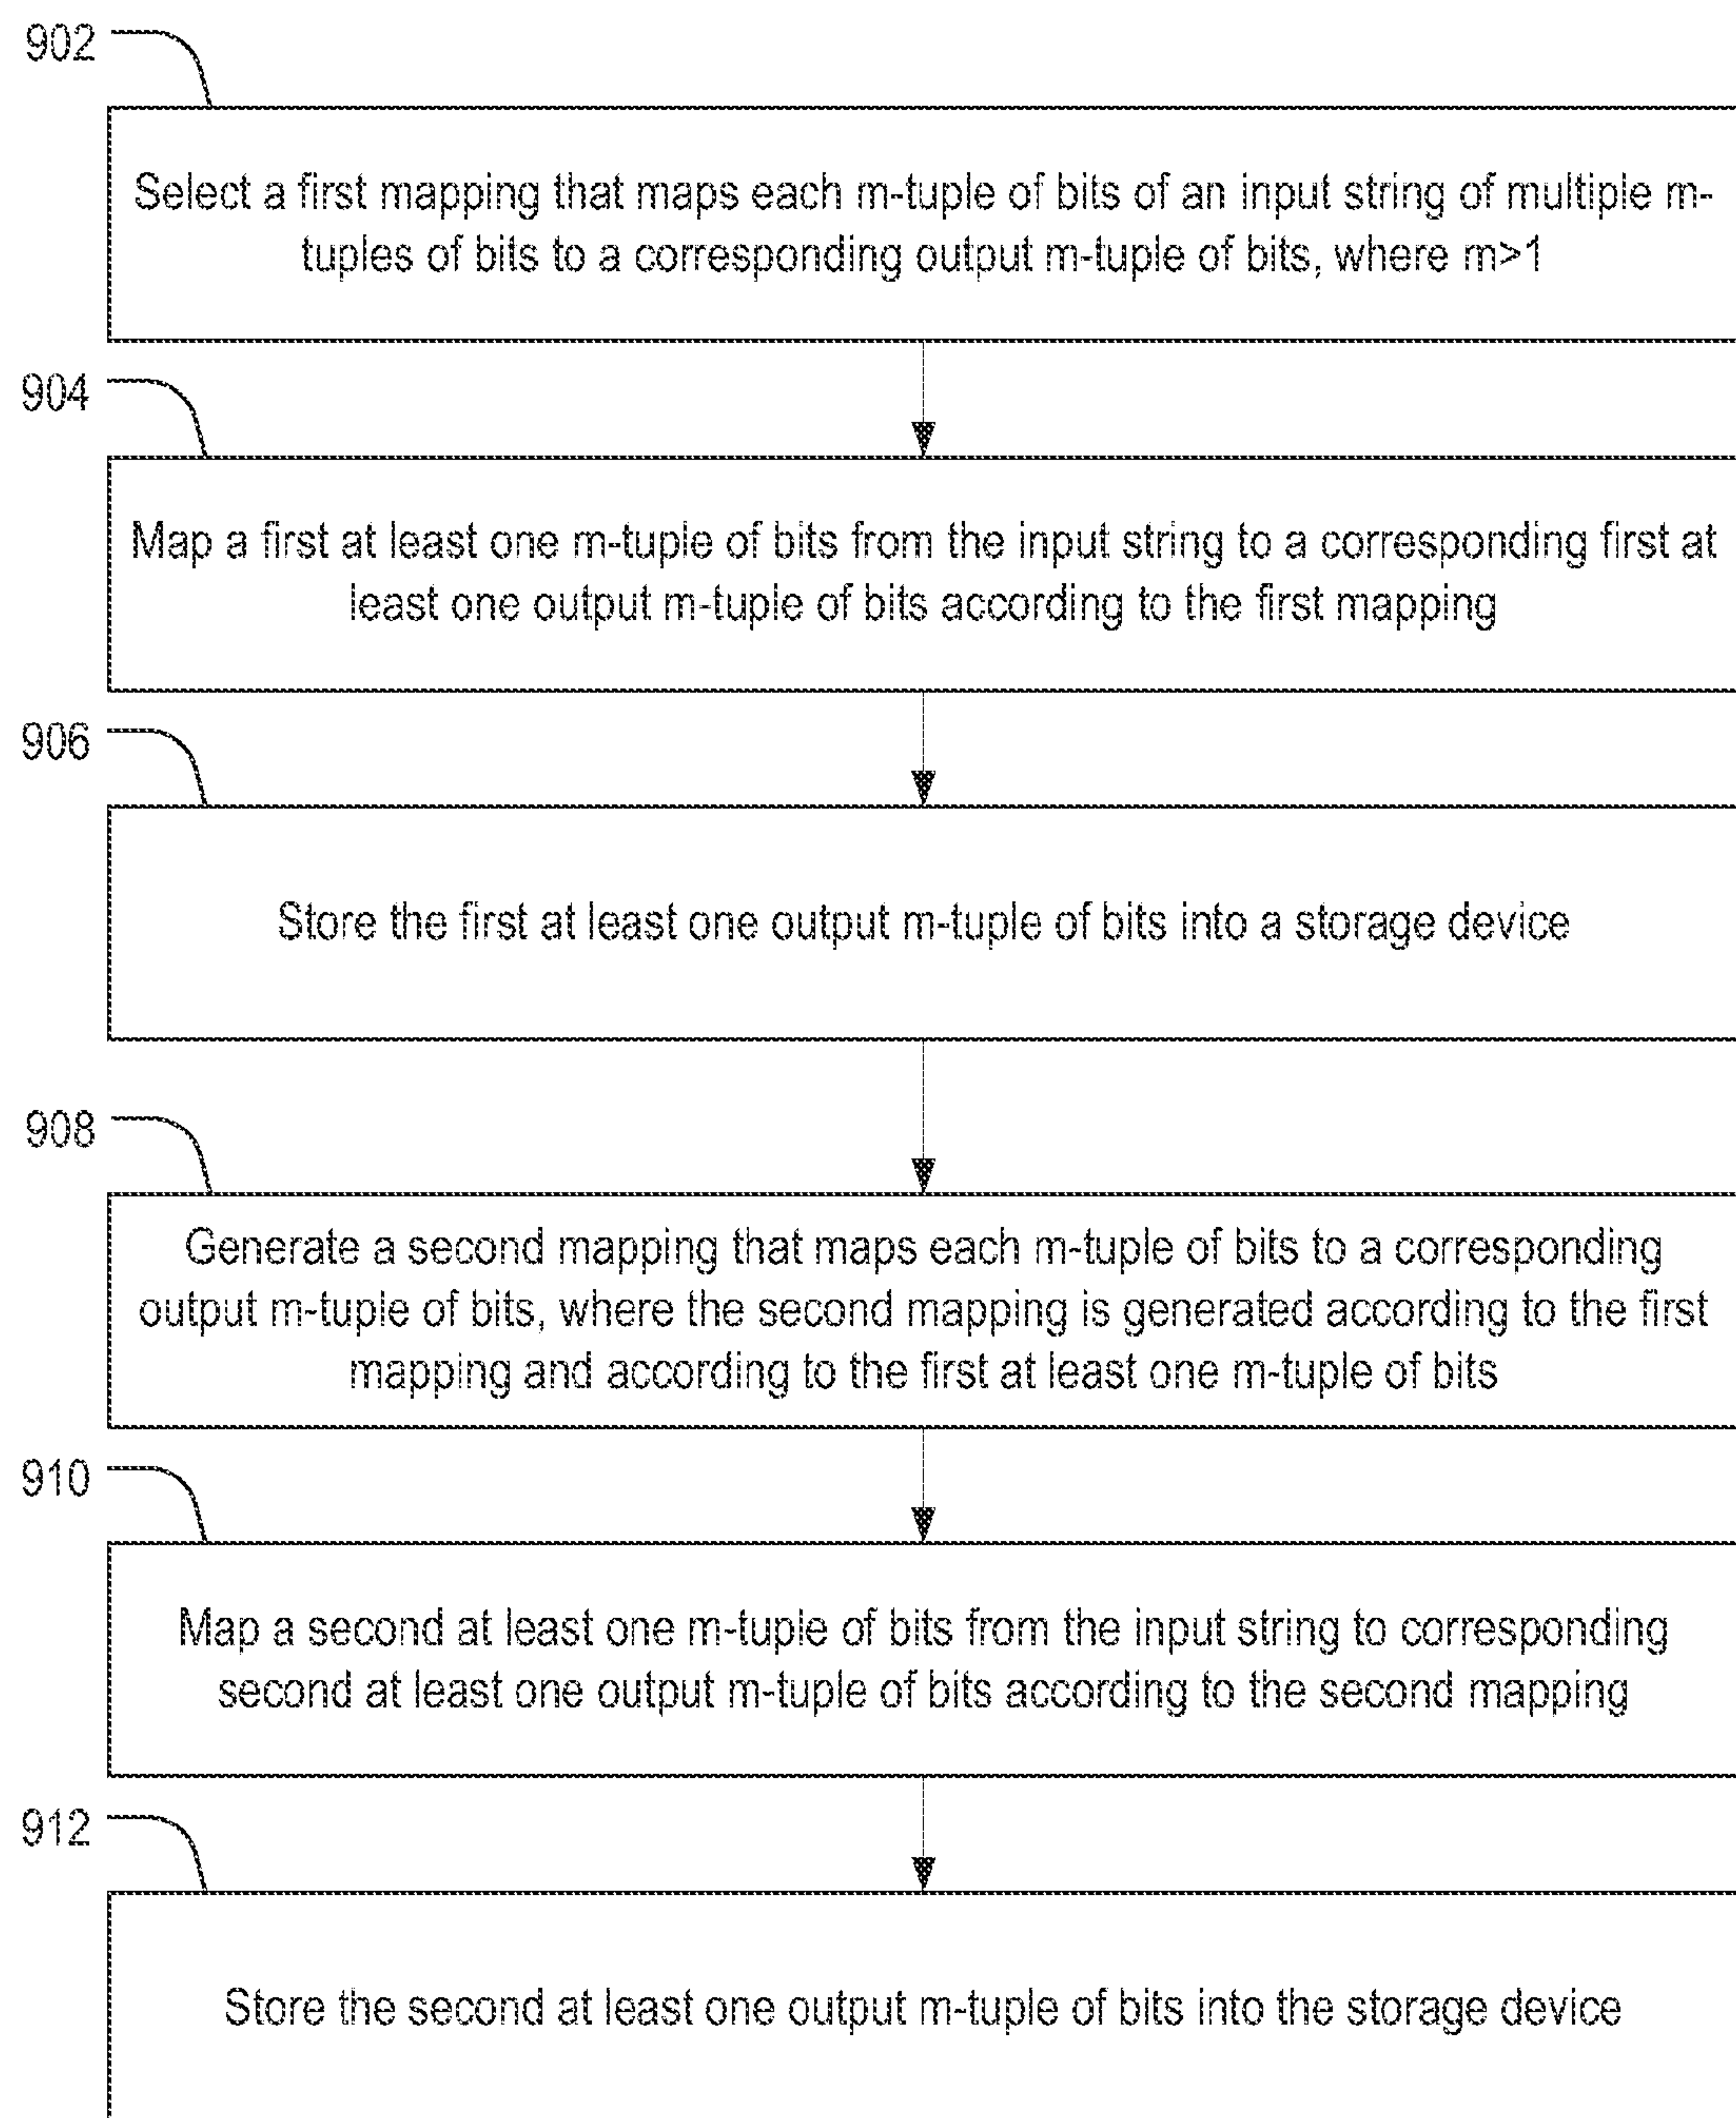 902
Select a first mapping that maps each m-tuple of bits of an input string of multiple m-
tuples of bits to a corresponding output m-tuple of bits, where m>1
904
Map a first at least one m-tuple of bits from the input string to a corresponding first at
least one output m-tuple of bits according to the first mapping
906
Store the first at least one output m-tuple of bits into a storage device
908
Generate a second mapping that maps each m-tuple of bits to a corresponding
output m-tuple of bits, where the second mapping is generated according to the first
mapping and according to the first at least one m-tuple of bits
910
Map a second at least one m-tuple of bits from the input string to corresponding
second at least one output m-tuple of bits according to the second mapping
912
Store the second at least one output m-tuple of bits into the storage device